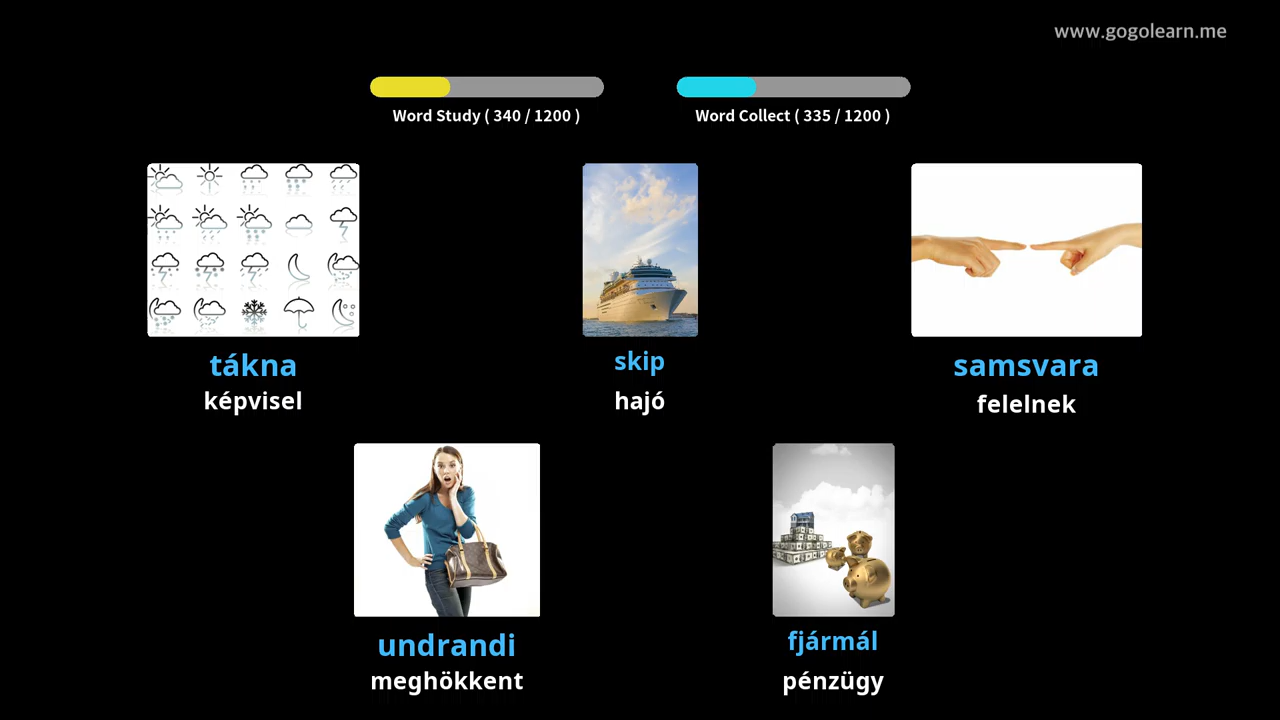 www.gogolearn.me
Word Study ( 340 / 1200 )
Word Collect ( 335 / 1200 )
tákna
képvisel
skip
hajó
samsvara
felelnek
undrandi
meghökkent
fjármál
pénzügy